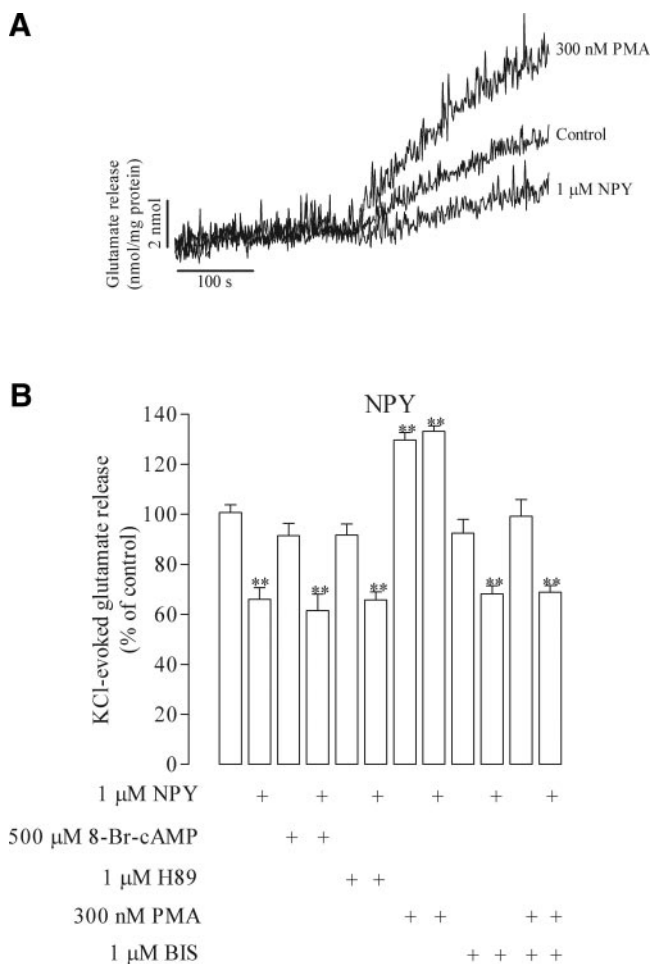 A
300 nM PMA
Control
1 μM NPY
Glutamate release
(nmol/mg protein)
2 nmol
100 s
B
NPY
KCl-evoked glutamate release
(% of control)
140
120
100
80
60
40
20
0
** ** ** ** ** ** **
1 μM NPY + + + + + +
500 μM 8-Br-cAMP + +
1 μM H89 + +
300 nM PMA + + + +
1 μM BIS + + + +